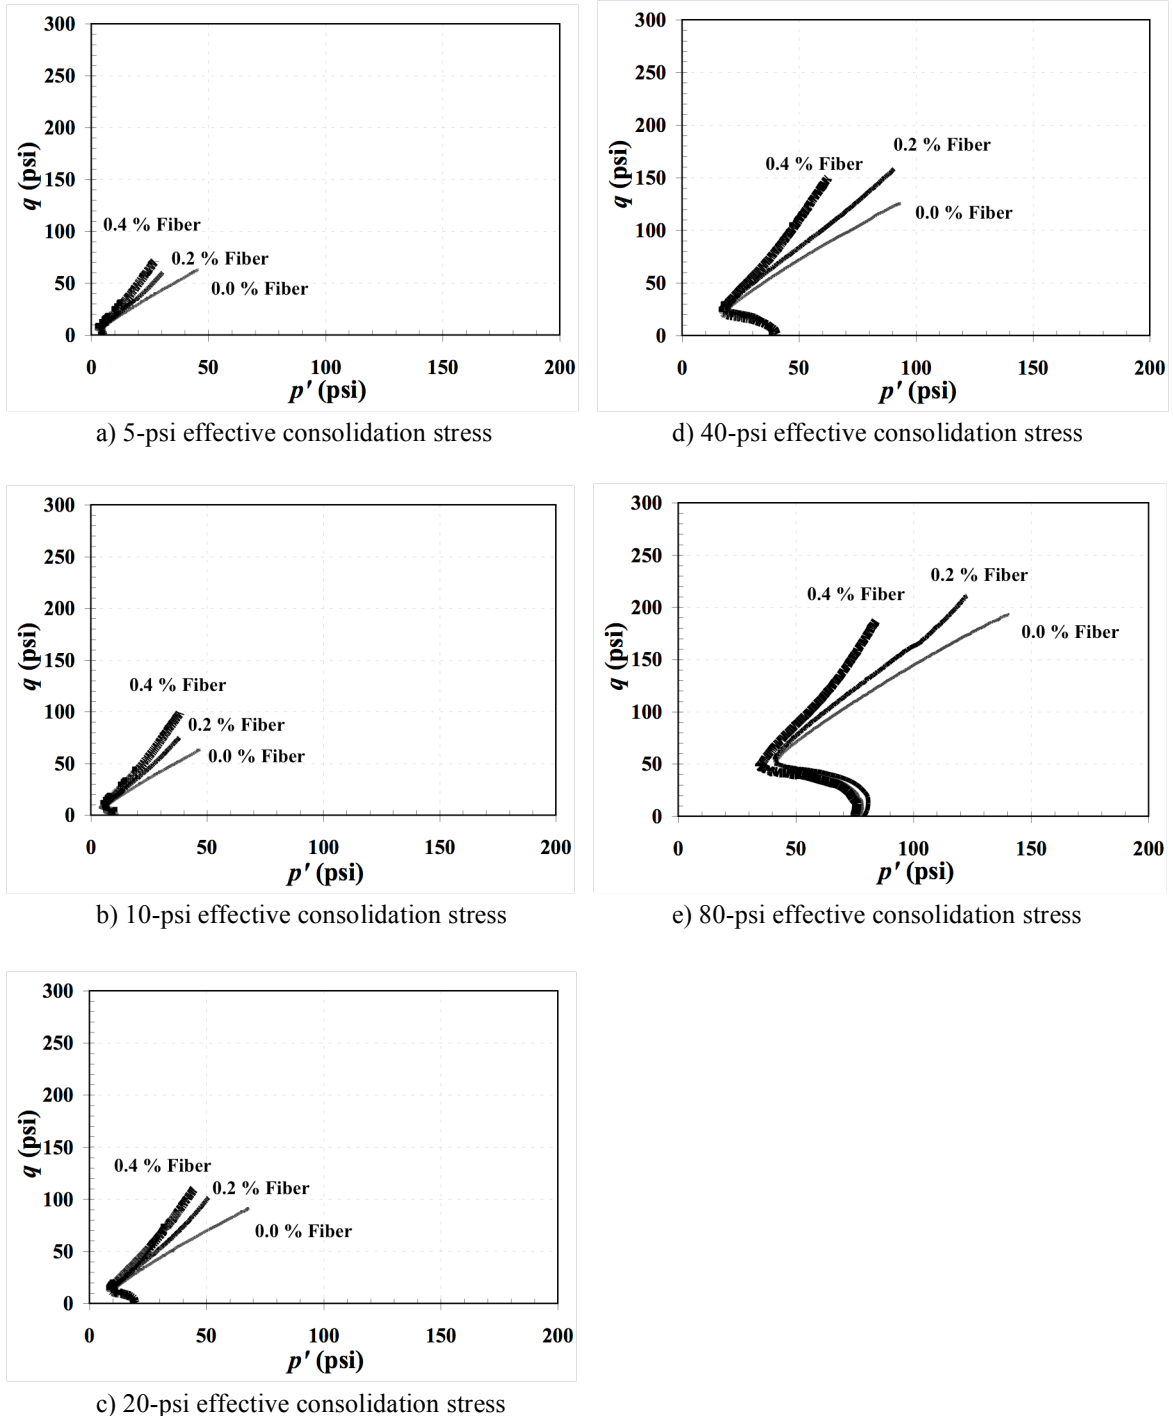 300
250
200
150
100
50
0
q (psi)
0.4 % Fiber
0.2 % Fiber
0.0 % Fiber
0 50 100 150 200
p' (psi)
a) 5-psi effective consolidation stress
300
250
200
150
100
50
0
q (psi)
0.2 % Fiber
0.4 % Fiber
0.0 % Fiber
0 50 100 150 200
p' (psi)
d) 40-psi effective consolidation stress
300
250
200
150
100
50
0
q (psi)
0.4 % Fiber
0.2 % Fiber
0.0 % Fiber
0 50 100 150 200
p' (psi)
b) 10-psi effective consolidation stress
300
250
200
150
100
50
0
q (psi)
0.2 % Fiber
0.4 % Fiber
0.0 % Fiber
0 50 100 150 200
p' (psi)
e) 80-psi effective consolidation stress
300
250
200
150
100
50
0
q (psi)
0.4 % Fiber
0.2 % Fiber
0.0 % Fiber
0 50 100 150 200
p' (psi)
c) 20-psi effective consolidation stress